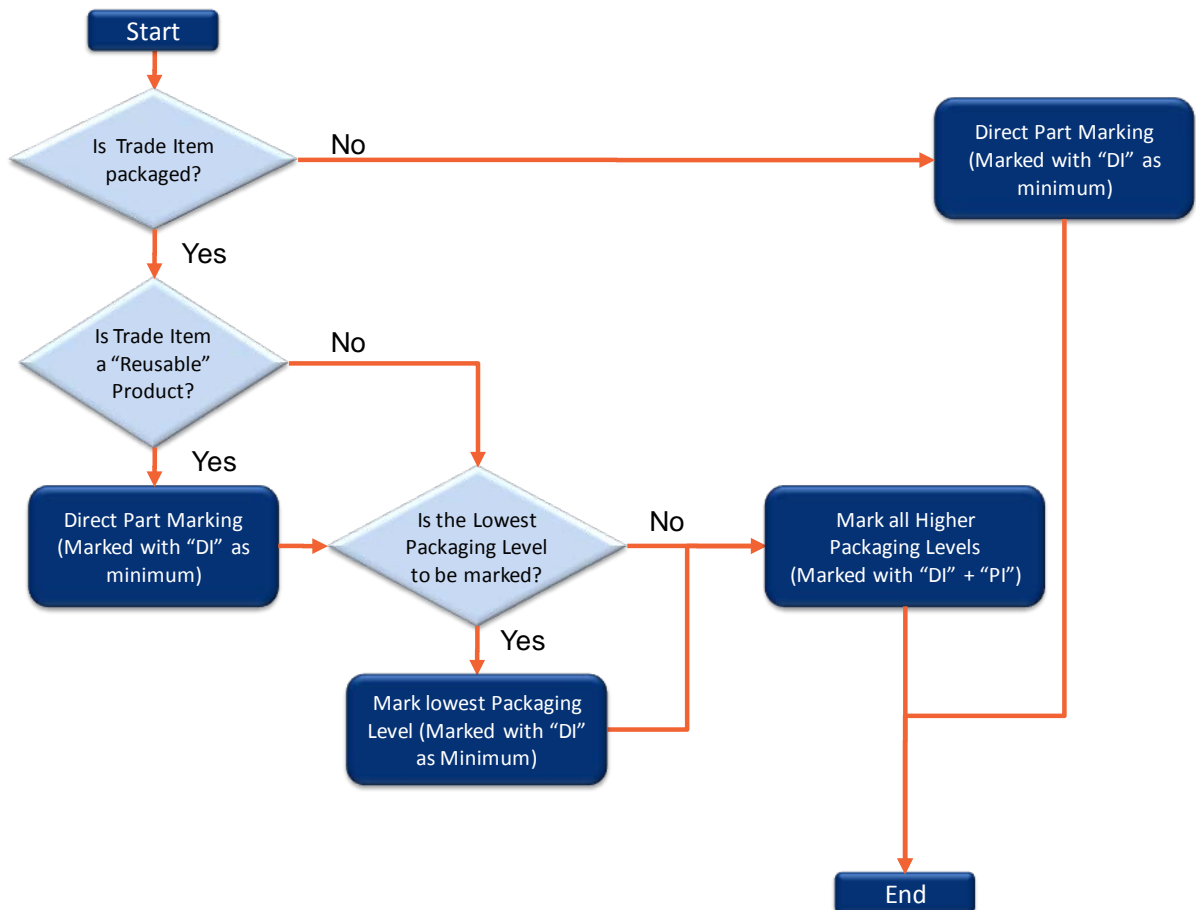 Start
Is Trade Item
packaged?
No
Direct Part Marking
(Marked with “DI” as
minimum)
Yes
Is Trade Item
a “Reusable”
Product?
No
Yes
Direct Part Marking
(Marked with “DI” as
minimum)
Is the Lowest
Packaging Level
to be marked?
No
Mark all Higher
Packaging Levels
(Marked with “DI” + “PI”)
Yes
Mark lowest Packaging
Level (Marked with “DI”
as Minimum)
End